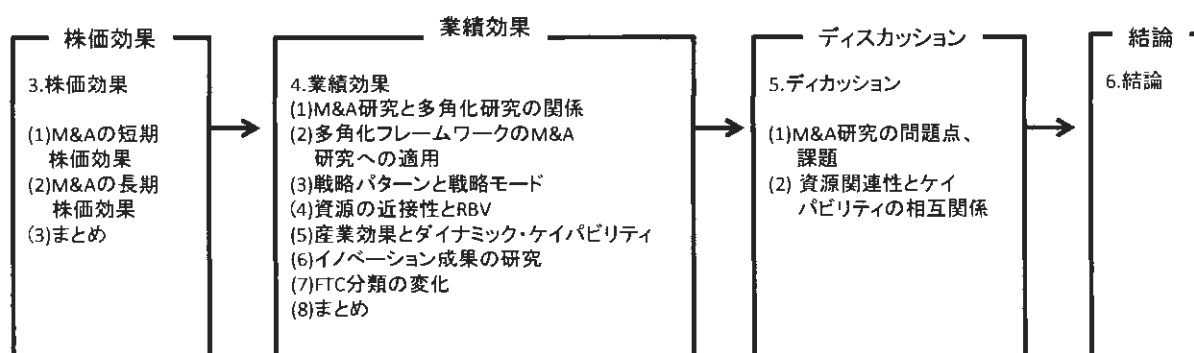 株価効果
3.株価効果
(1)M&Aの短期
株価効果
(2)M&Aの長期
株価効果
(3)まとめ
業績効果
4.業績効果
(1)M&A研究と多角化研究の関係
(2)多角化フレームワークのM&A
研究への適用
(3)戦略パターンと戦略モード
(4)資源の近接性とRBV
(5)産業効果とダイナミック・ケイパビリティ
(6)イノベーション成果の研究
(7)FTC分類の変化
(8)まとめ
ディスカッション
5.ディカッション
(1)M&A研究の問題点、
課題
(2) 資源関連性とケイ
パビリティの相互関係
結論
6.結論